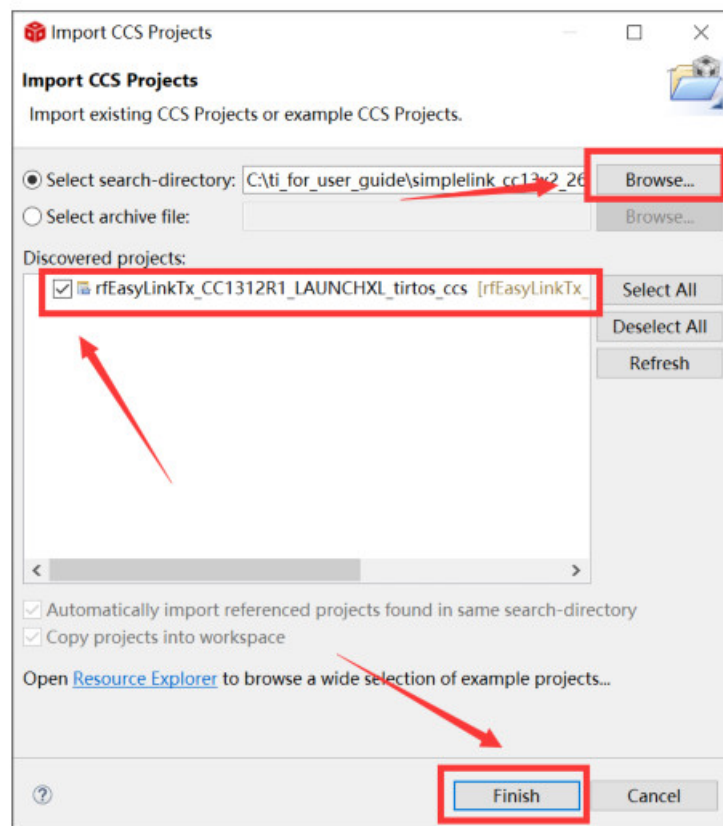 Import CCS Projects
Import CCS Projects
Import existing CCS Projects or example CCS Projects.
Select search-directory: C:\ti_for_user_guide\simplelink_cc13x2_26 Browse...
Select archive file: Browse...
Discovered projects:
rfEasyLinkTx_CC1312R1_LAUNCHXL_tirtos_ccs [rfEasyLinkTx_ Select All
Deselect All
Refresh
Automatically import referenced projects found in same search-directory
Copy projects into workspace
Open Resource Explorer to browse a wide selection of example projects...
? Finish Cancel